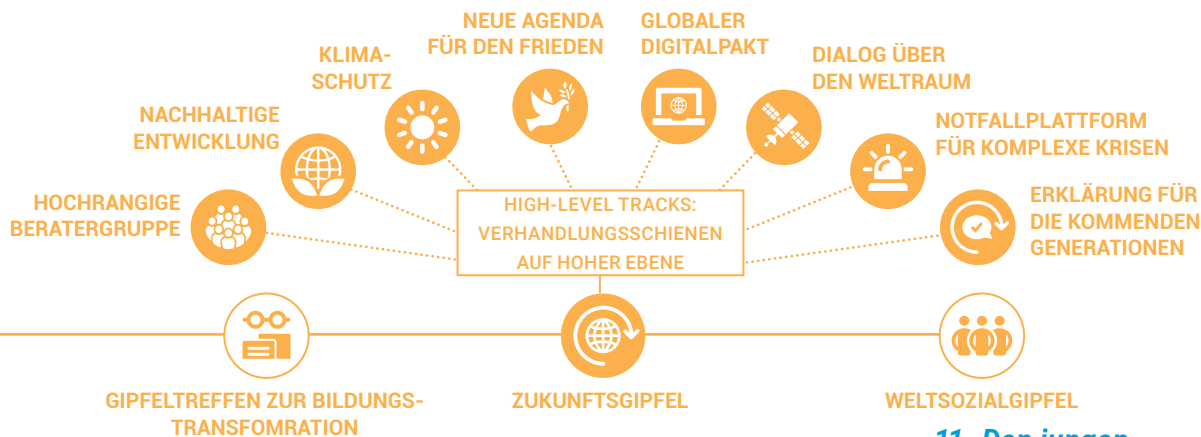 NEUE AGENDA
FÜR DEN FRIEDEN
GLOBALER
DIGITALPAKT
KLIMA-
SCHUTZ
DIALOG ÜBER
DEN WELTRAUM
NACHHALTIGE
ENTWICKLUNG
NOTFALLPLATTFORM
FÜR KOMPLEXE KRISEN
HOCHRANGIGE
BERATERGRUPPE
HIGH-LEVEL TRACKS:
VERHANDLUNGSSCHIENEN
AUF HOHER EBENE
ERKLÄRUNG FÜR
DIE KOMMENDEN
GENERATIONEN
GIPFELTREFFEN ZUR BILDUNGS-
TRANSFOMRATION
ZUKUNFTSGIPFEL
WELTSOZIALGIPFEL